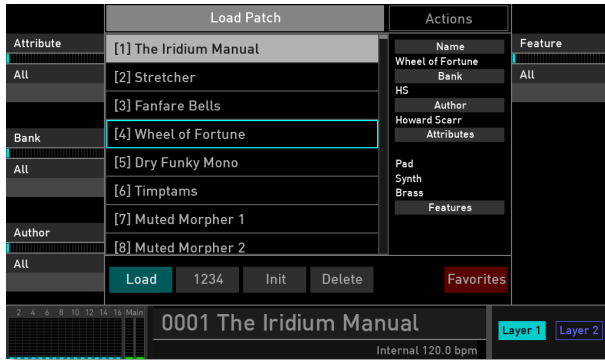 Load Patch
Actions
Attribute
All
Bank
All
Author
All
[1] The Iridium Manual
[2] Stretcher
[3] Fanfare Bells
[4] Wheel of Fortune
[5] Dry Funky Mono
[6] Timptams
[7] Muted Morpher 1
[8] Muted Morpher 2
Name
Wheel of Fortune
Bank
HS
Author
Howard Scarr
Attributes
Pad
Synth
Brass
Features
Feature
All
Load 1234 Init Delete Favorites
2 4 6 8 10 12 14 16 Main
0001 The Iridium Manual
Internal 120.0 bpm
Layer 1 Layer 2